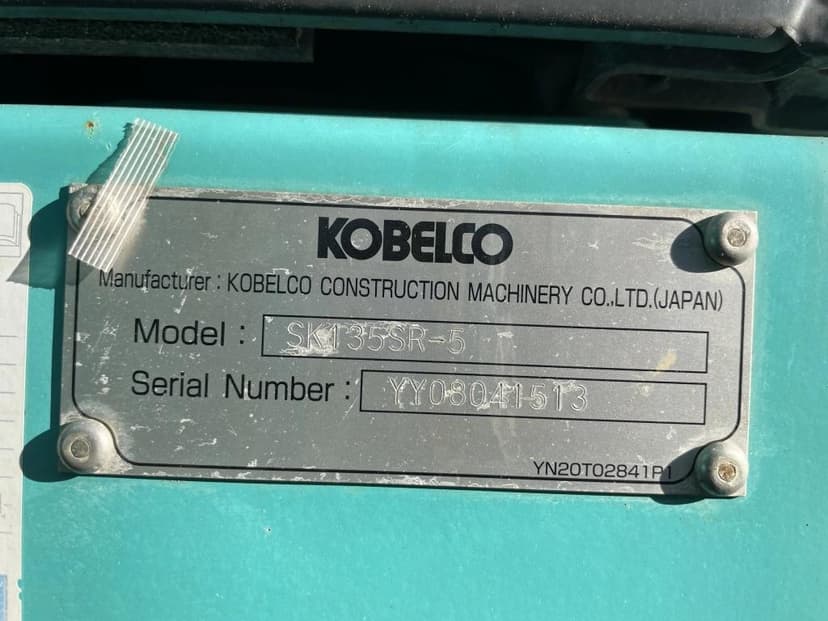 KOBELCO
Manufacturer : KOBELCO CONSTRUCTION MACHINERY CO.,LTD.(JAPAN)
Model : SK135SR-5
Serial Number : YY08041513
YN20T02841P1